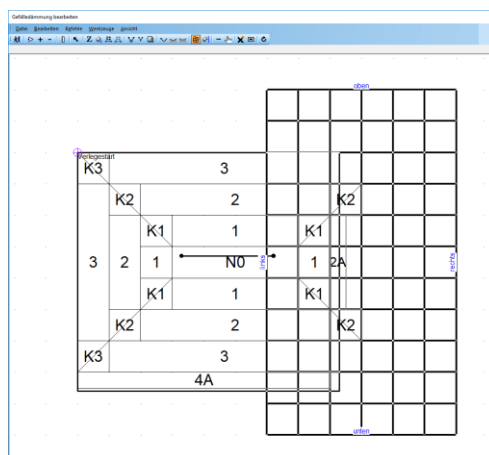 Gefälledämmung bearbeiten
Datei Bearbeiten Befehle Werkzeuge Ansicht
oben
Verlegestart
K3 3
K2 2 K2
K1 1 K1
3 2 1 N0 links 1 2A rechts
K1 1 K1
K2 2 K2
K3 3
4A
unten